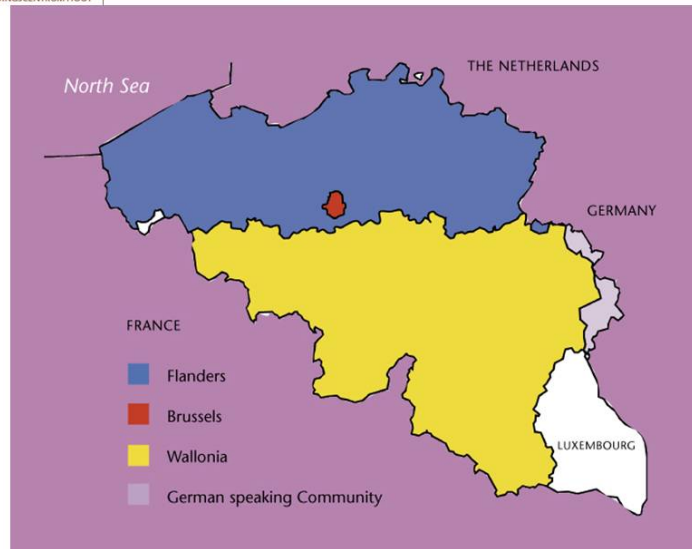 THE NETHERLANDS
North Sea
GERMANY
FRANCE
Flanders
Brussels
Wallonia
LUXEMBOURG
German speaking Community